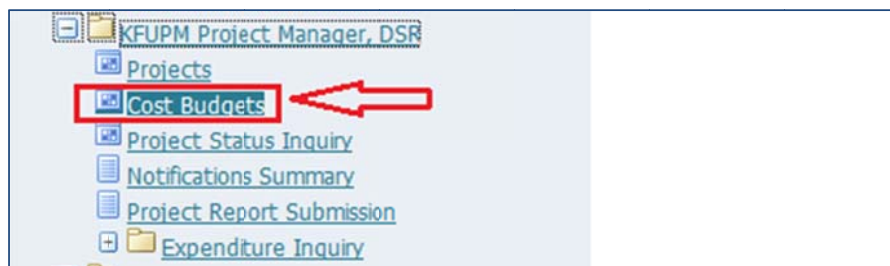 KFUPM Project Manager, DSR
Projects
Cost Budgets
Project Status Inquiry
Notifications Summary
Project Report Submission
Expenditure Inquiry